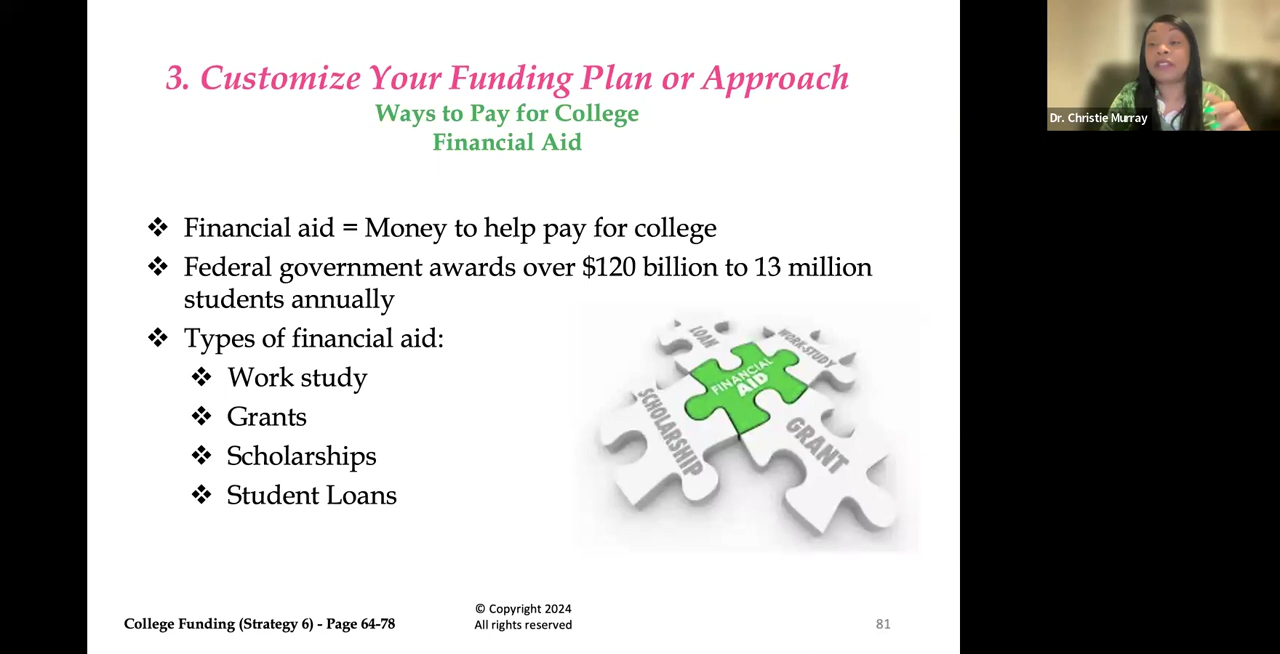 3. Customize Your Funding Plan or Approach
Ways to Pay for College
Financial Aid
❖ Financial aid = Money to help pay for college
❖ Federal government awards over $120 billion to 13 million
students annually
❖ Types of financial aid:
❖ Work study
❖ Grants
❖ Scholarships
❖ Student Loans
LOAN
WORK-STUDY
FINANCIAL
AID
SCHOLARSHIP
GRANT
College Funding (Strategy 6) - Page 64-78
© Copyright 2024
All rights reserved
81
Dr. Christie Murray